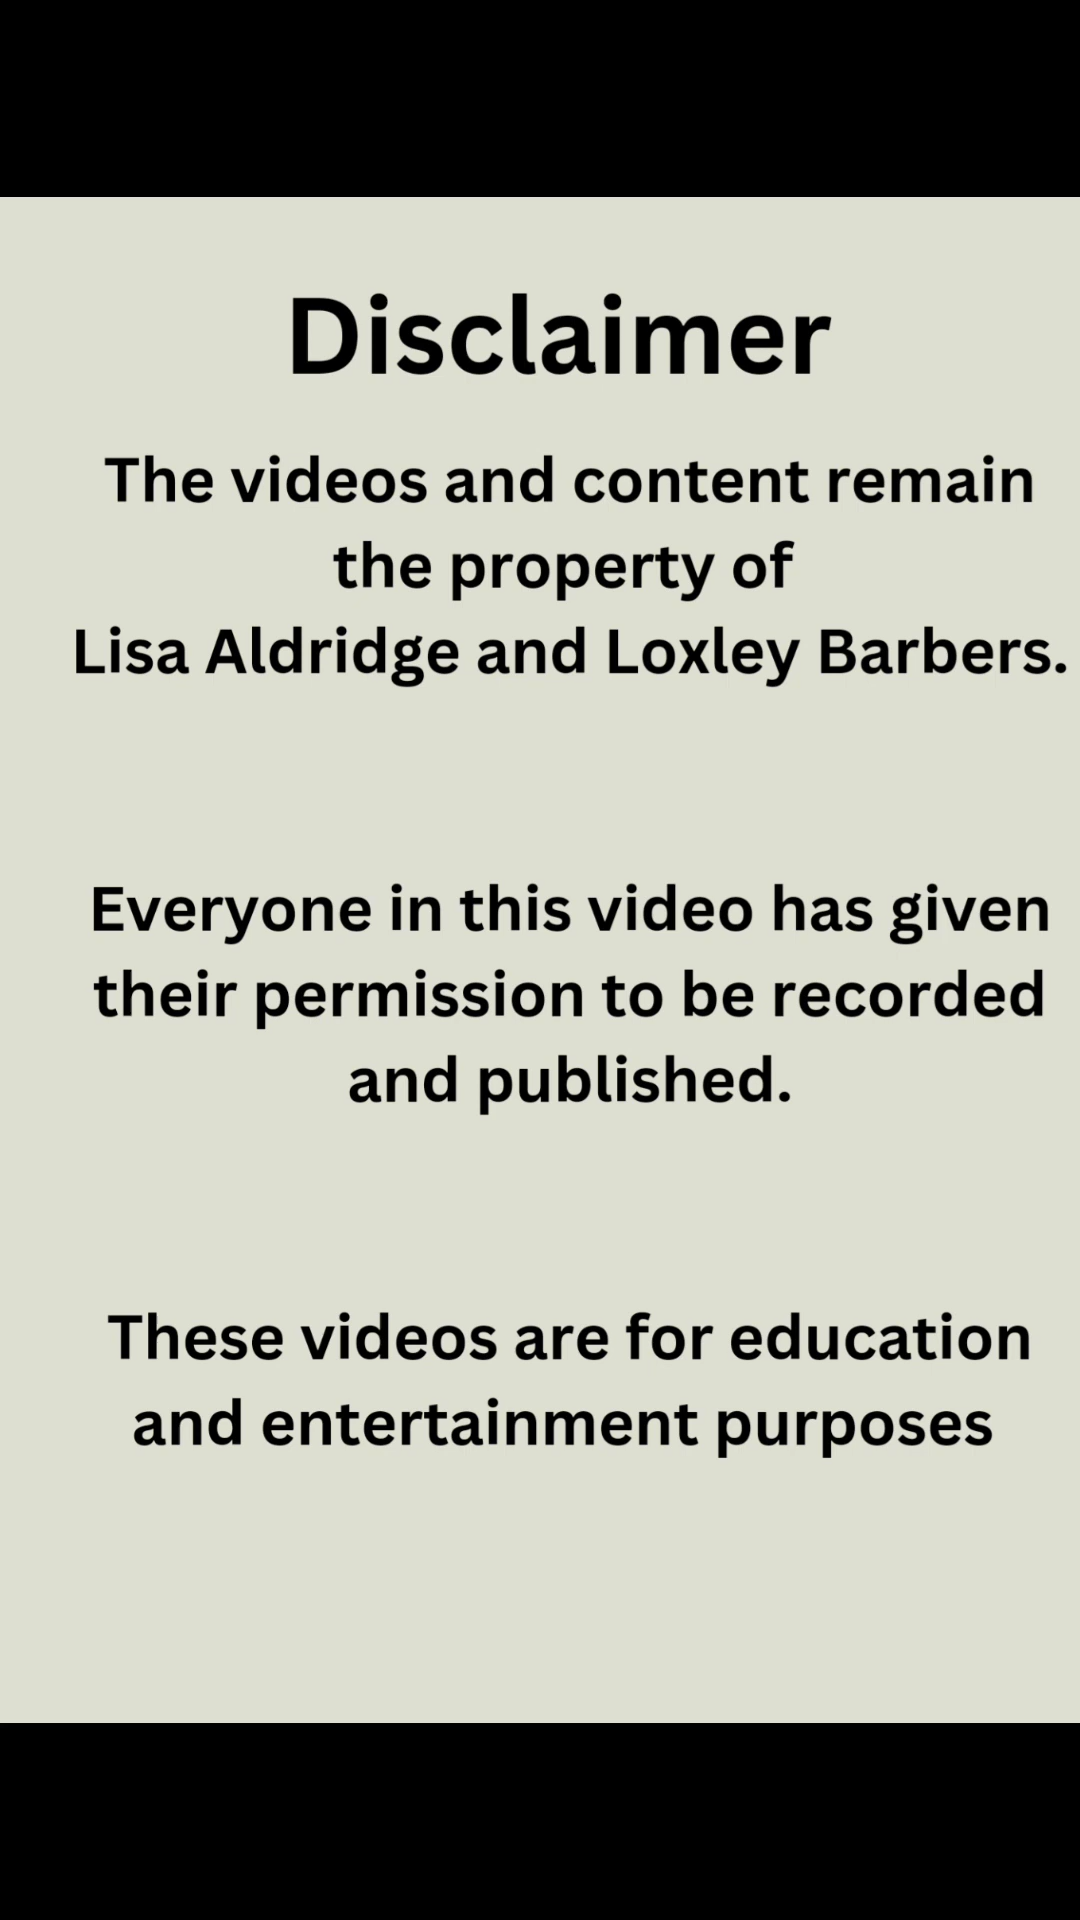 Disclaimer
The videos and content remain
the property of
Lisa Aldridge and Loxley Barbers.
Everyone in this video has given
their permission to be recorded
and published.
These videos are for education
and entertainment purposes